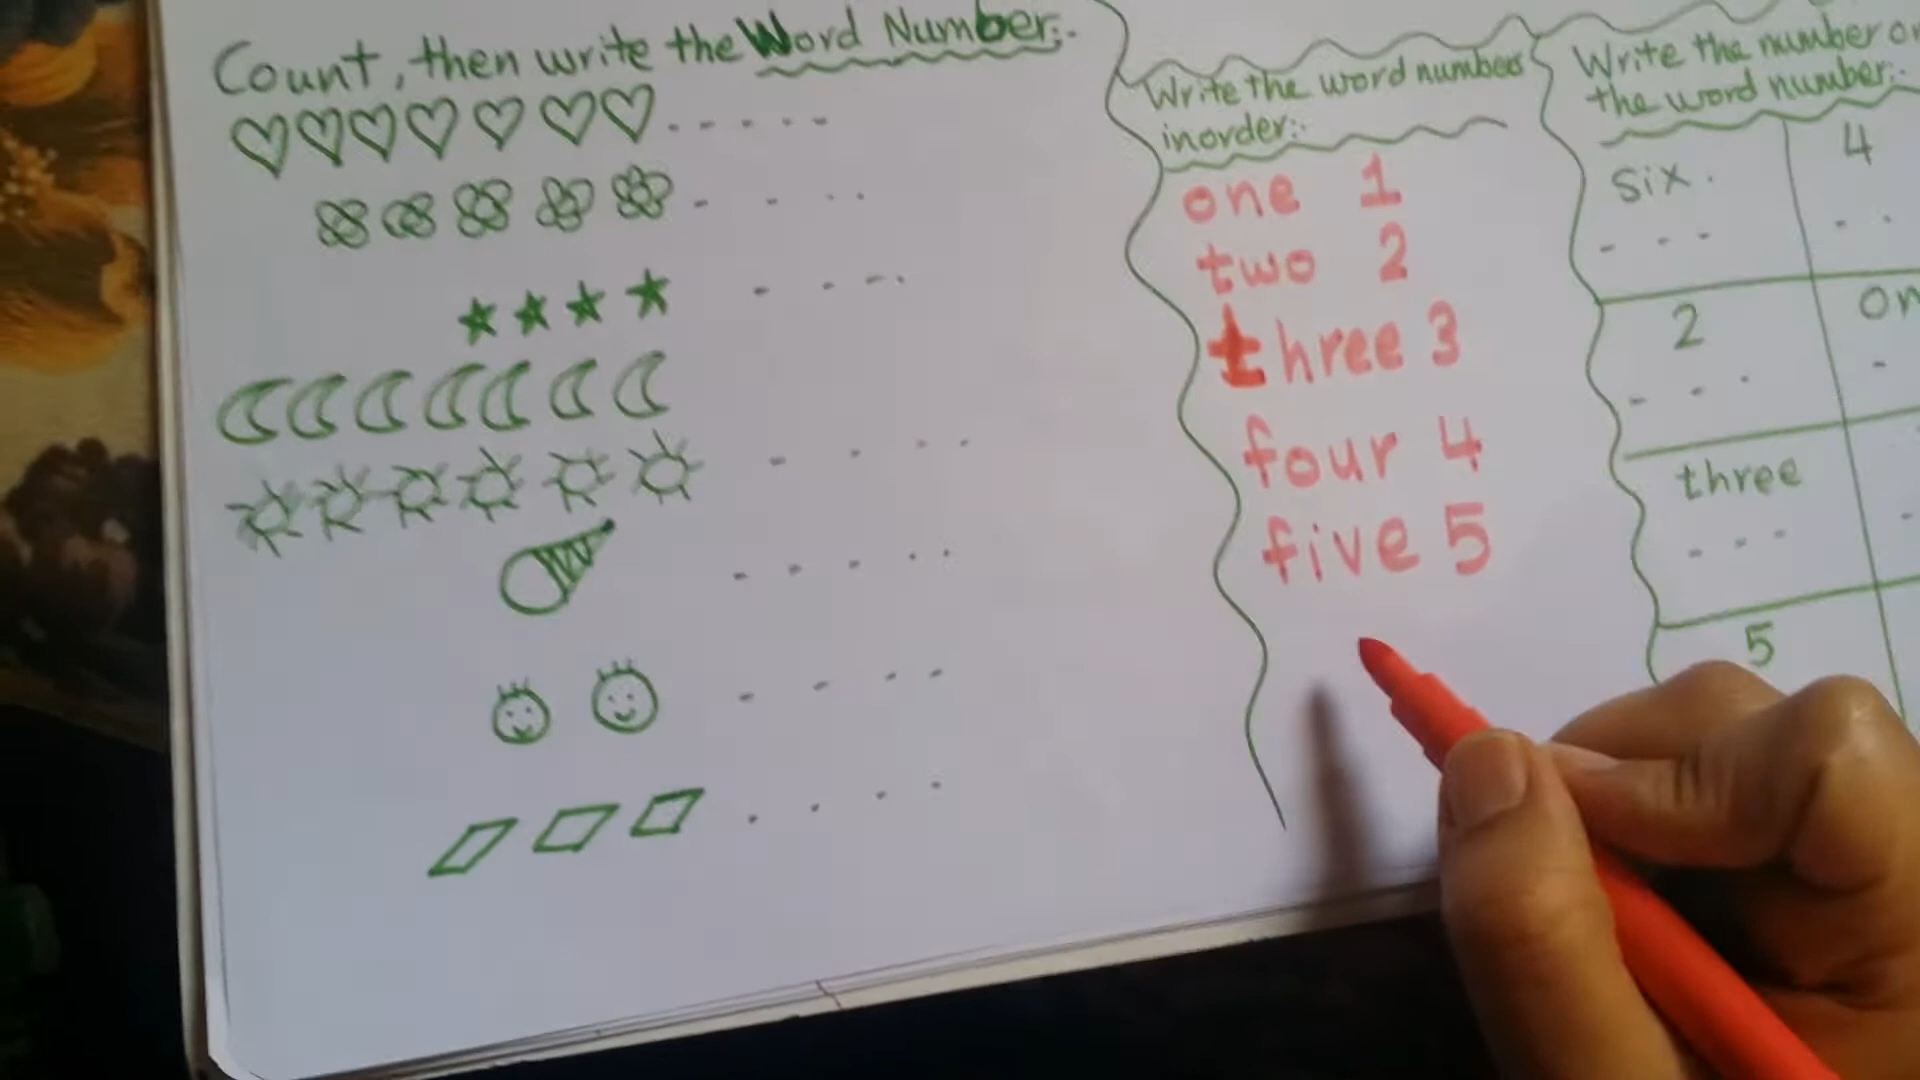 Count, then write the Word Number:.
Write the word numbers
inorder:.
one 1
two 2
three 3
four 4
five 5
Write the number or
the word number:.
six. 4
2
three
5